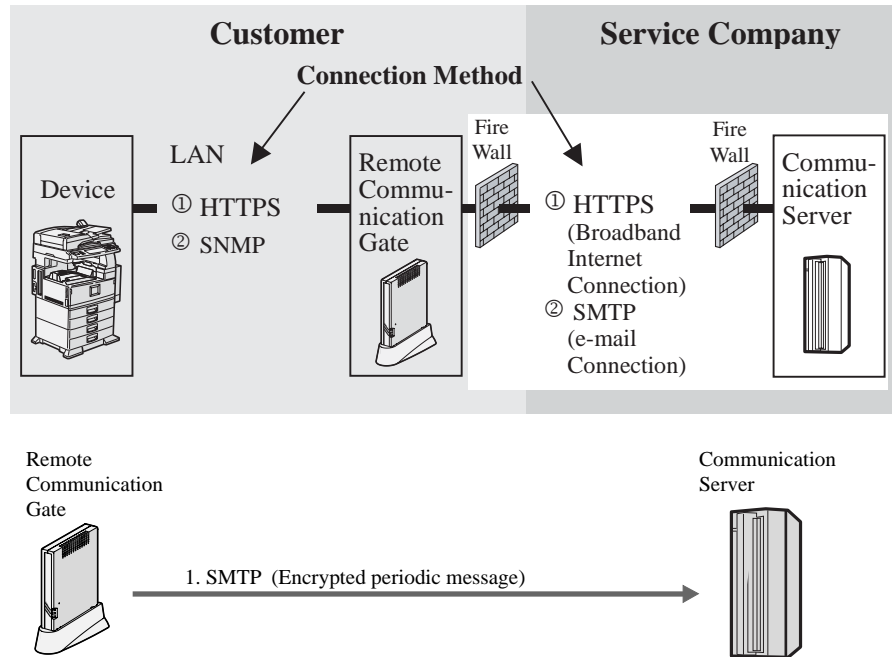 Customer
Service Company
Connection Method
Device
LAN
① HTTPS
② SNMP
Remote
Commu-
nication
Gate
Fire
Wall
① HTTPS
(Broadband
Internet
Connection)
② SMTP
(e-mail
Connection)
Fire
Wall
Commu-
nication
Server
Remote
Communication
Gate
Communication
Server
1. SMTP (Encrypted periodic message)